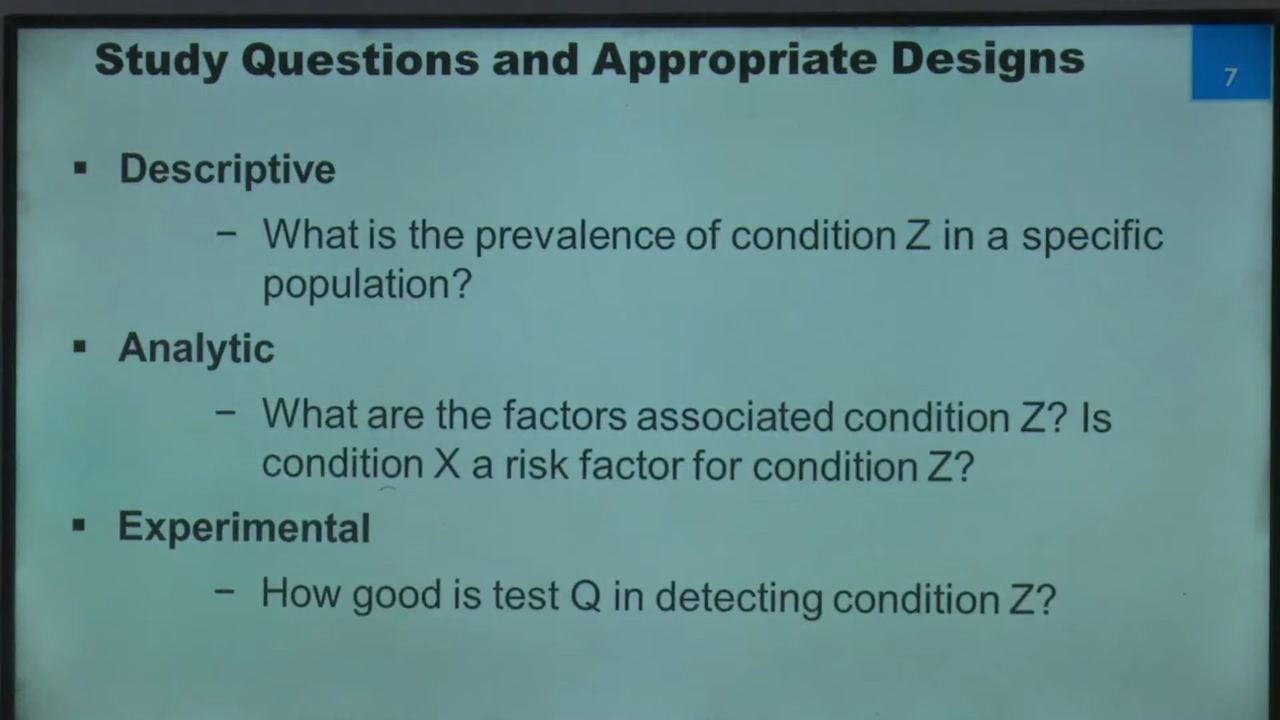 Study Questions and Appropriate Designs
7
▪ Descriptive
– What is the prevalence of condition Z in a specific
population?
▪ Analytic
– What are the factors associated condition Z? Is
condition X a risk factor for condition Z?
▪ Experimental
– How good is test Q in detecting condition Z?